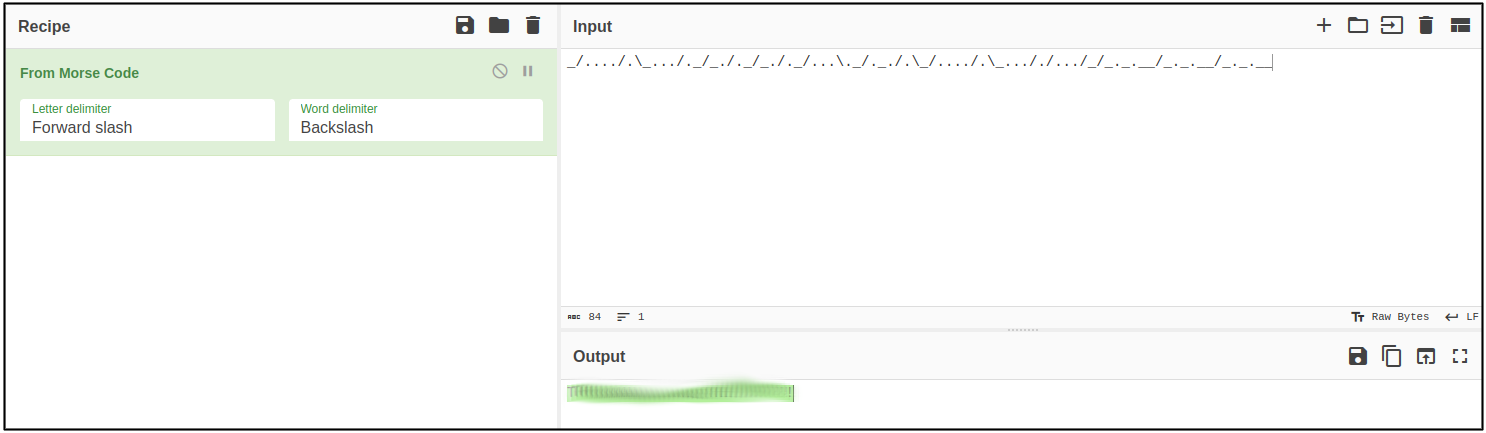 Recipe
Input
From Morse Code
Letter delimiter
Forward slash
Word delimiter
Backslash
_/..../.\_.../._/_./._/_./._/...\._/._./.\_/..../.\_..././.../_/_._.__/_._.__/_._.__
ABC 84 1 Tт Raw Bytes LF
Output